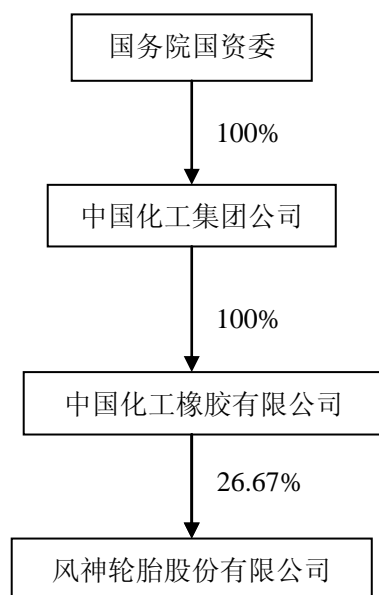 国务院国资委
100%
中国化工集团公司
100%
中国化工橡胶有限公司
26.67%
风神轮胎股份有限公司